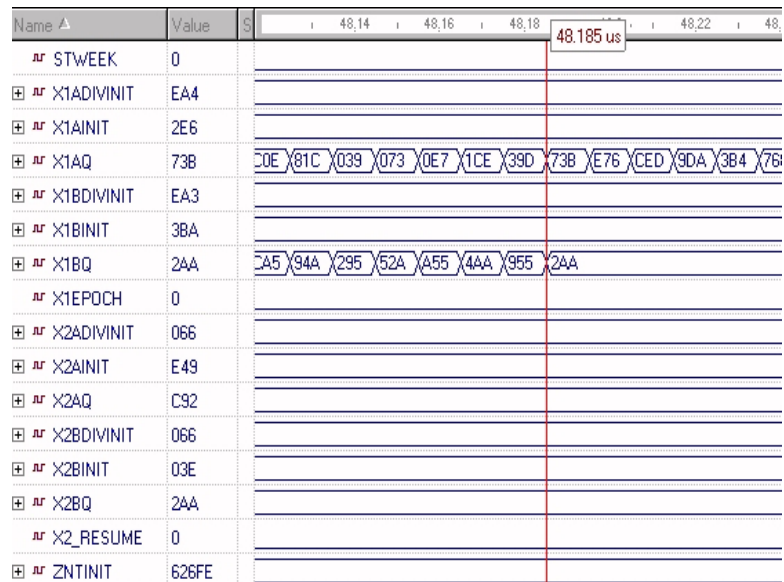 Name Value S 48,14 48,16 48,18 48,22 48,
48.185 us
STWEEK 0
X1ADIVINIT EA4
X1AINIT 2E6
X1AQ 73B C0E 81C 039 073 0E7 1CE 39D 73B E76 CED 9DA 3B4 76
X1BDIVINIT EA3
X1BINIT 3BA
X1BQ 2AA CA5 94A 295 52A A55 4AA 955 2AA
X1EPOCH 0
X2ADIVINIT 066
X2AINIT E49
X2AQ C92
X2BDIVINIT 066
X2BINIT 03E
X2BQ 2AA
X2_RESUME 0
ZNTINIT 626FE